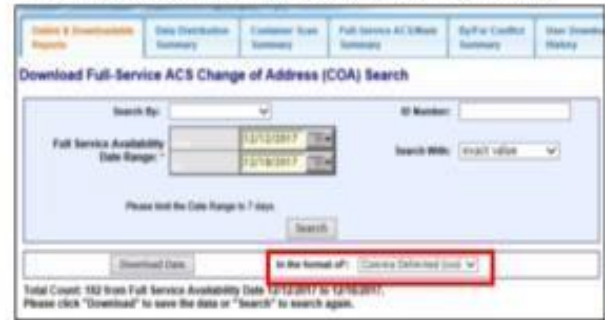 Online & Downloadable Reports
Data Distribution Summary
Container Scan Summary
Full-Service ACS/Nixie Summary
By/For Conflict Summary
User Download History
Download Full-Service ACS Change of Address (COA) Search
Search By:
ID Number:
Full Service Availability Date Range: *
12/12/2017
12/18/2017
Search With: exact value
Please limit the Date Range to 7 days
Search
Download Data
In the format of*: Comma Delimited (csv)
Total Count: 182 from Full Service Availability Date 12/12/2017 to 12/18/2017.
Please click "Download" to save the data or "Search" to search again.